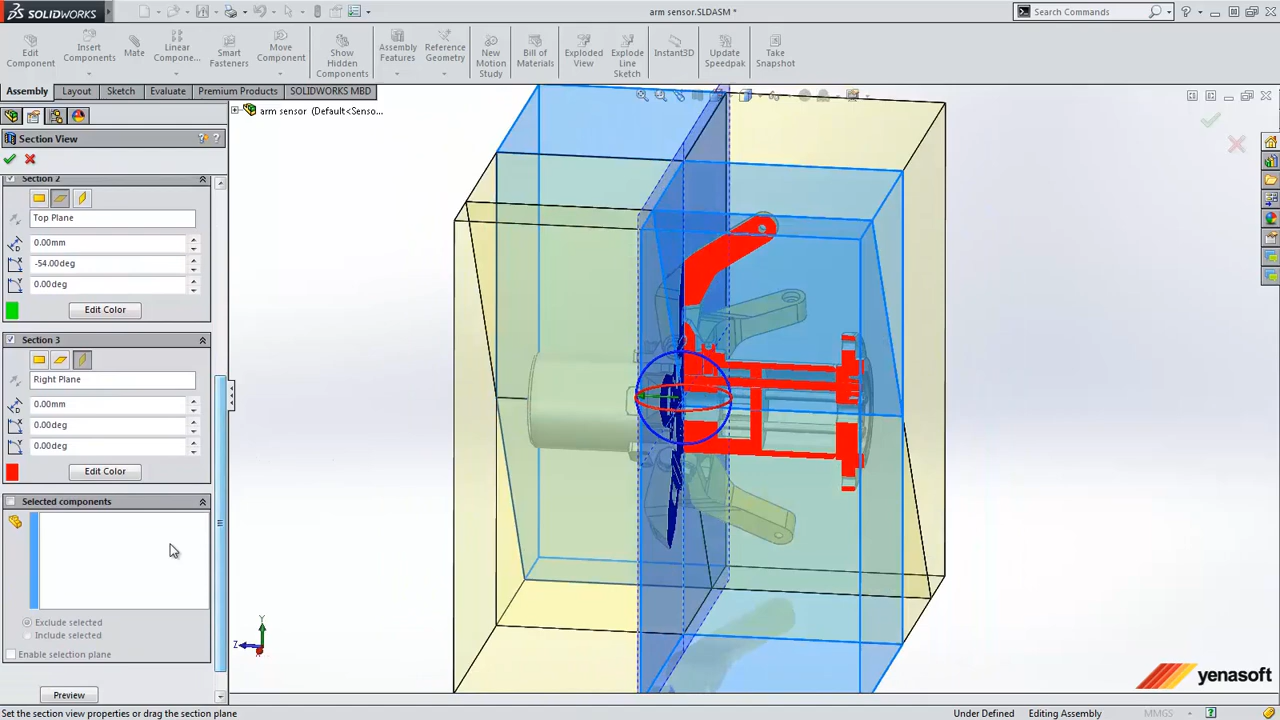 SOLIDWORKS
arm sensor.SLDASM *
Search Commands
Edit Component
Insert Components
Mate
Linear Compone...
Smart Fasteners
Move Component
Show Hidden Components
Assembly Features
Reference Geometry
New Motion Study
Bill of Materials
Exploded View
Explode Line Sketch
Instant3D
Update Speedpak
Take Snapshot
Assembly
Layout
Sketch
Evaluate
Premium Products
SOLIDWORKS MBD
arm sensor (Default<Senso...
Section View
Section 2
Top Plane
0.00mm
-54.00deg
0.00deg
Edit Color
Section 3
Right Plane
0.00mm
0.00deg
0.00deg
Edit Color
Selected components
Exclude selected
Include selected
Enable selection plane
Preview
Y
Z
yenasoft
Set the section view properties or drag the section plane
Under Defined
Editing Assembly
MMGS